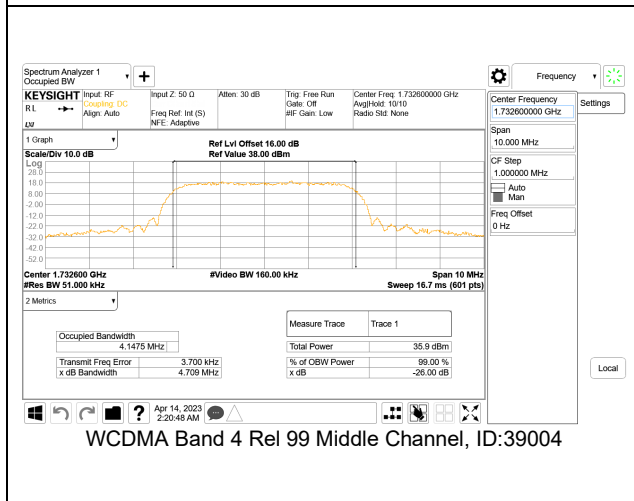 Spectrum Analyzer 1
Occupied BW
+
Frequency
KEYSIGHT
RL
LXI
Input: RF
Coupling: DC
Align: Auto
Input Z: 50 Ω
Freq Ref: Int (S)
NFE: Adaptive
Atten: 30 dB
Trig: Free Run
Gate: Off
#IF Gain: Low
Center Freq: 1.732600000 GHz
Avg|Hold: 10/10
Radio Std: None
Center Frequency
1.732600000 MHz
Settings
Span
10.000 MHz
CF Step
1.000000 MHz
Auto
Man
Freq Offset
0 Hz
Local
1 Graph
Scale/Div 10.0 dB
Ref Lvl Offset 16.00 dB
Ref Value 38.00 dBm
Log
28.0
18.0
8.00
-2.00
-12.0
-22.0
-32.0
-42.0
-52.0
Center 1.732600 GHz
#Video BW 160.00 kHz
Span 10 MHz
#Res BW 51.000 kHz
Sweep 16.7 ms (601 pts)
2 Metrics
Measure Trace
Trace 1
Occupied Bandwidth
4.1475 MHz
Total Power
35.9 dBm
Transmit Freq Error
3.700 kHz
% of OBW Power
99.00 %
x dB Bandwidth
4.709 MHz
x dB
-26.00 dB
?
Apr 14, 2023
2:20:48 AM
WCDMA Band 4 Rel 99 Middle Channel, ID:39004